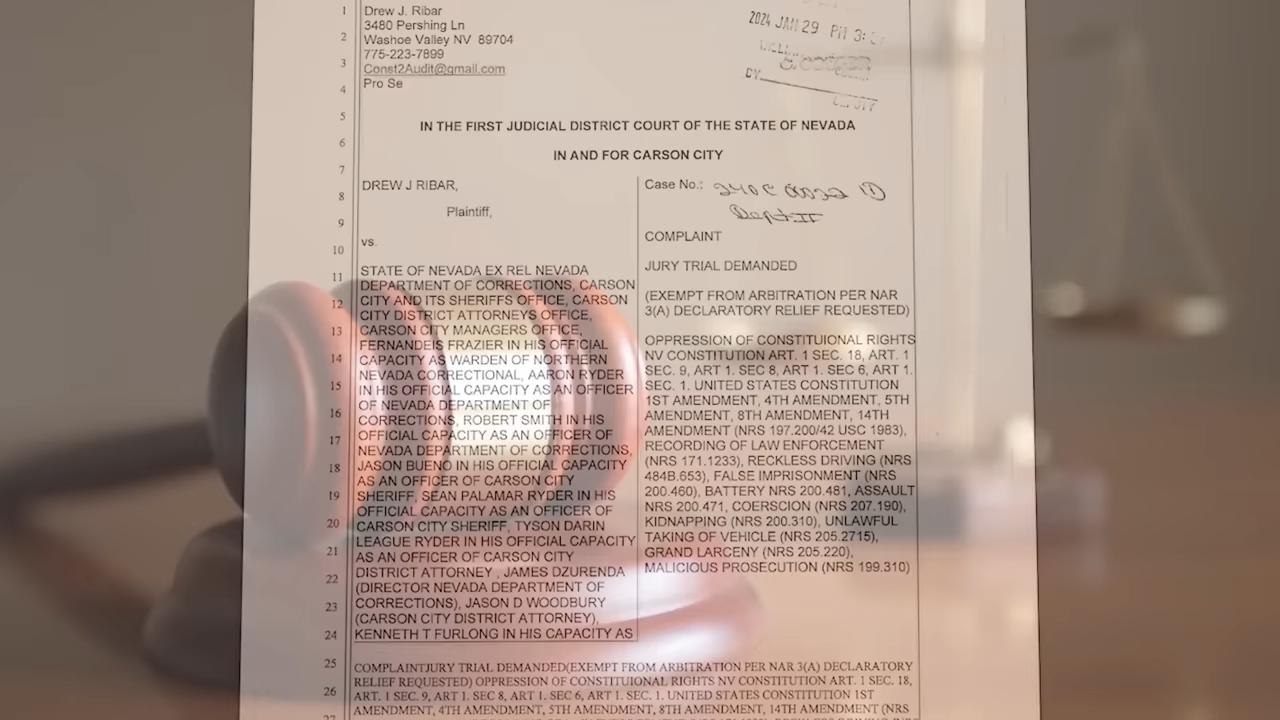 1 Drew J. Ribar
3480 Pershing Ln
2 Washoe Valley NV 89704
775-223-7899
3 Const2Audit@gmail.com
4 Pro Se
2024 JAN 29 PM 3:
BY
5 IN THE FIRST JUDICIAL DISTRICT COURT OF THE STATE OF NEVADA
6 IN AND FOR CARSON CITY
7
DREW J RIBAR,
8
Plaintiff,
9
vs.
10
STATE OF NEVADA EX REL NEVADA
11 DEPARTMENT OF CORRECTIONS, CARSON
CITY AND ITS SHERIFFS OFFICE, CARSON
12 CITY DISTRICT ATTORNEYS OFFICE,
13 CARSON CITY MANAGERS OFFICE,
FERNANDEIS FRAZIER IN HIS OFFICIAL
14 CAPACITY AS WARDEN OF NORTHERN
NEVADA CORRECTIONAL, AARON RYDER
15 IN HIS OFFICIAL CAPACITY AS AN OFFICER
OF NEVADA DEPARTMENT OF
16 CORRECTIONS, ROBERT SMITH IN HIS
OFFICIAL CAPACITY AS AN OFFICER OF
17 NEVADA DEPARTMENT OF CORRECTIONS,
18 JASON BUENO IN HIS OFFICIAL CAPACITY
AS AN OFFICER OF CARSON CITY
19 SHERIFF, SEAN PALAMAR RYDER IN HIS
OFFICIAL CAPACITY AS AN OFFICER OF
20 CARSON CITY SHERIFF, TYSON DARIN
LEAGUE RYDER IN HIS OFFICIAL CAPACITY
21 AS AN OFFICER OF CARSON CITY
22 DISTRICT ATTORNEY , JAMES DZURENDA
(DIRECTOR NEVADA DEPARTMENT OF
23 CORRECTIONS), JASON D WOODBURY
(CARSON CITY DISTRICT ATTORNEY),
24 KENNETH T FURLONG IN HIS CAPACITY AS
Case No.:
Dept II
COMPLAINT
JURY TRIAL DEMANDED
(EXEMPT FROM ARBITRATION PER NAR
3(A) DECLARATORY RELIEF REQUESTED)
OPPRESSION OF CONSTITUIONAL RIGHTS
NV CONSTITUTION ART. 1 SEC. 18, ART. 1
SEC. 9, ART 1. SEC 8, ART 1. SEC 6, ART 1.
SEC. 1. UNITED STATES CONSTITUTION
1ST AMENDMENT, 4TH AMENDMENT, 5TH
AMENDMENT, 8TH AMENDMENT, 14TH
AMENDMENT (NRS 197.200/42 USC 1983),
RECORDING OF LAW ENFORCEMENT
(NRS 171.1233), RECKLESS DRIVING (NRS
484B.653), FALSE IMPRISONMENT (NRS
200.460), BATTERY NRS 200.481, ASSAULT
NRS 200.471, COERSCION (NRS 207.190),
KIDNAPPING (NRS 200.310), UNLAWFUL
TAKING OF VEHICLE (NRS 205.2715),
GRAND LARCENY (NRS 205.220),
MALICIOUS PROSECUTION (NRS 199.310)
25 COMPLAINTJURY TRIAL DEMANDED(EXEMPT FROM ARBITRATION PER NAR 3(A) DECLARATORY
RELIEF REQUESTED) OPPRESSION OF CONSTITUIONAL RIGHTS NV CONSTITUTION ART. 1 SEC. 18,
26 ART. 1 SEC. 9, ART 1. SEC 8, ART 1. SEC 6, ART 1. SEC. 1. UNITED STATES CONSTITUTION 1ST
AMENDMENT, 4TH AMENDMENT, 5TH AMENDMENT, 8TH AMENDMENT, 14TH AMENDMENT (NRS